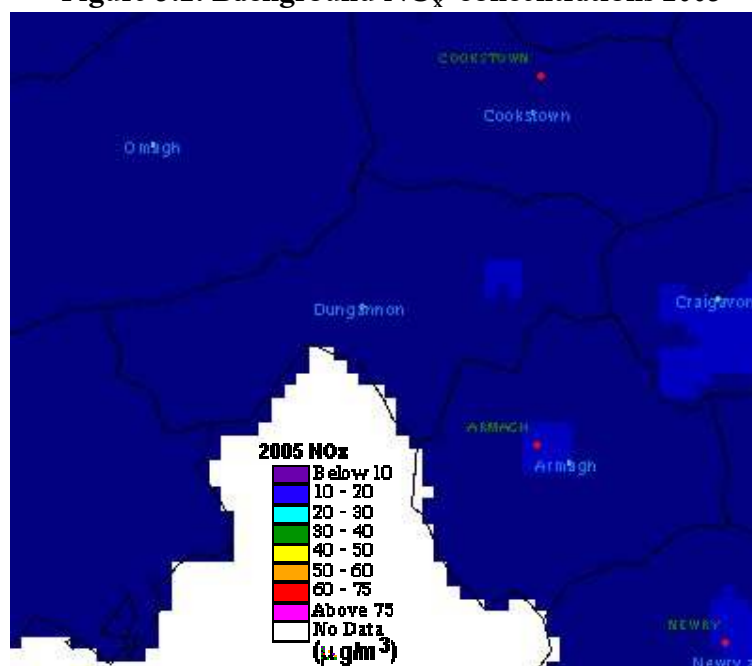 COOKSTOWN
Cookstown
Omagh
Dungannon
Craigavon
ARMAGH
Armagh
2005 NOx
Below 10
10 - 20
20 - 30
30 - 40
40 - 50
50 - 60
60 - 75
Above 75
No Data
(µg/m³)
NEWRY
Newry